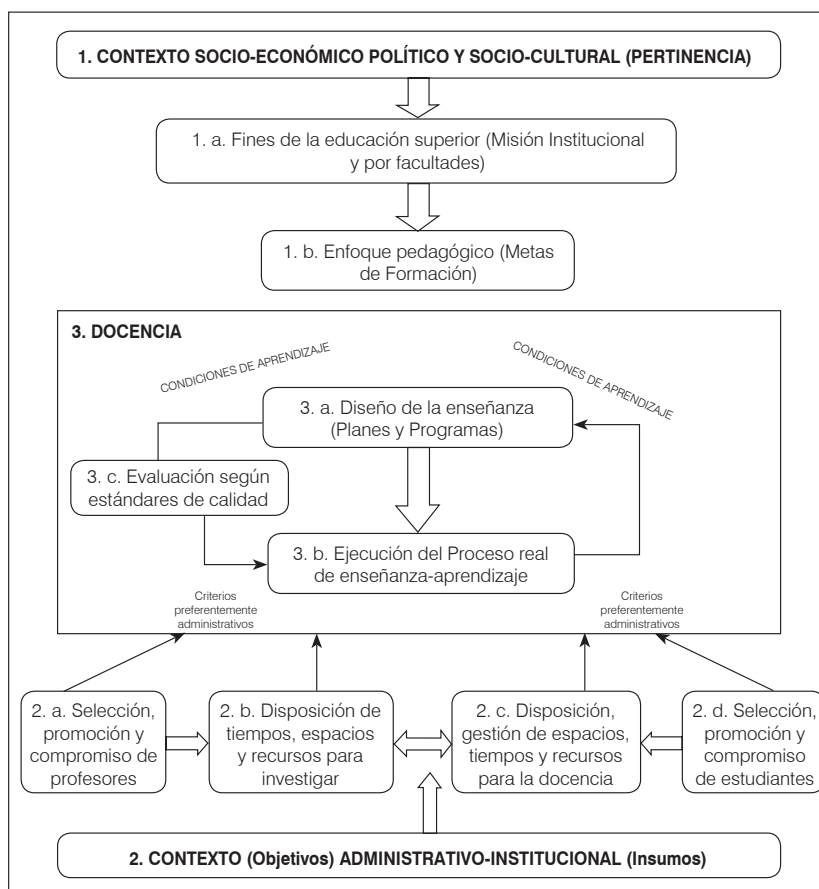 1. CONTEXTO SOCIO-ECONÓMICO POLÍTICO Y SOCIO-CULTURAL (PERTINENCIA)
1. a. Fines de la educación superior (Misión Institucional
y por facultades)
1. b. Enfoque pedagógico (Metas
de Formación)
3. DOCENCIA
CONDICIONES DE APRENDIZAJE
CONDICIONES DE APRENDIZAJE
3. a. Diseño de la enseñanza
(Planes y Programas)
3. c. Evaluación según
estándares de calidad
3. b. Ejecución del Proceso real
de enseñanza-aprendizaje
Criterios
preferentemente
administrativos
Criterios
preferentemente
administrativos
2. a. Selección,
promoción y
compromiso de
profesores
2. b. Disposición de
tiempos, espacios
y recursos para
investigar
2. c. Disposición,
gestión de espacios,
tiempos y recursos
para la docencia
2. d. Selección,
promoción y
compromiso
de estudiantes
2. CONTEXTO (Objetivos) ADMINISTRATIVO-INSTITUCIONAL (Insumos)